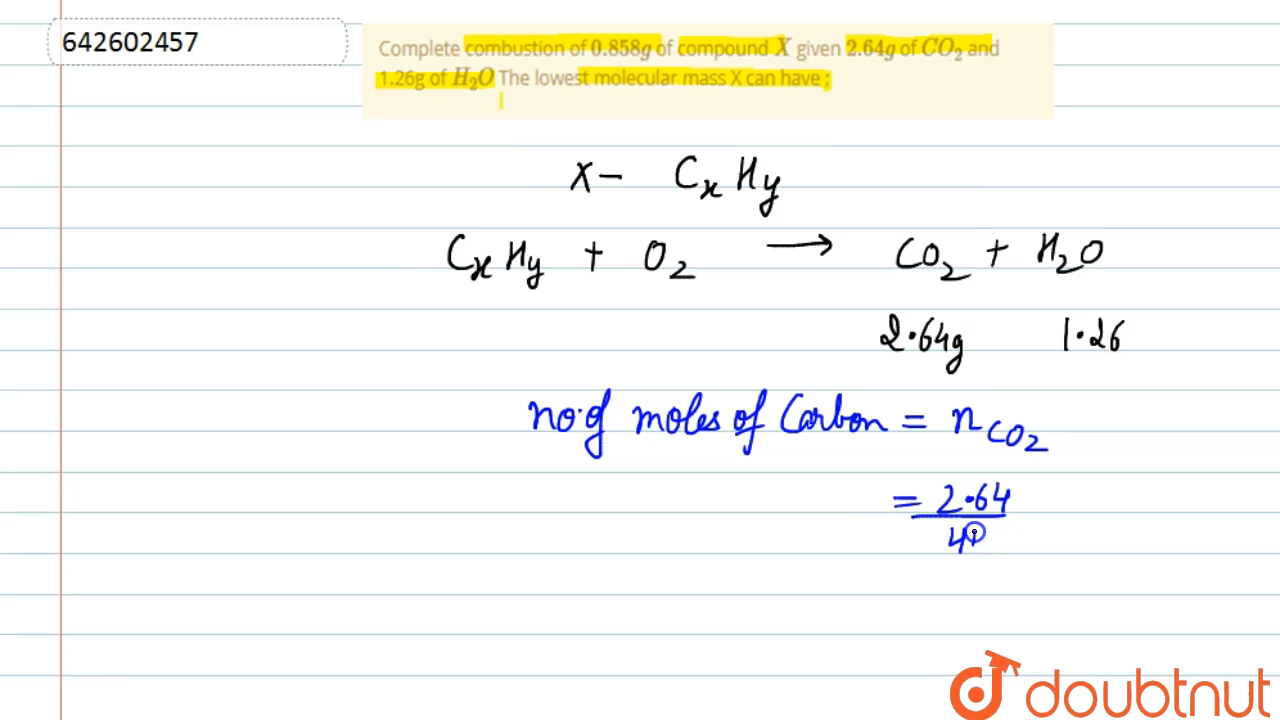 642602457
Complete combustion of 0.858g of compound X given 2.64g of CO₂ and
1.26g of H₂O The lowest molecular mass X can have ;
X- CₓHy
CₓHy + O₂ → CO₂ + H₂O
2.64g 1.26
no.of moles of Carbon = n CO₂
= 2.64
4
doubtnut